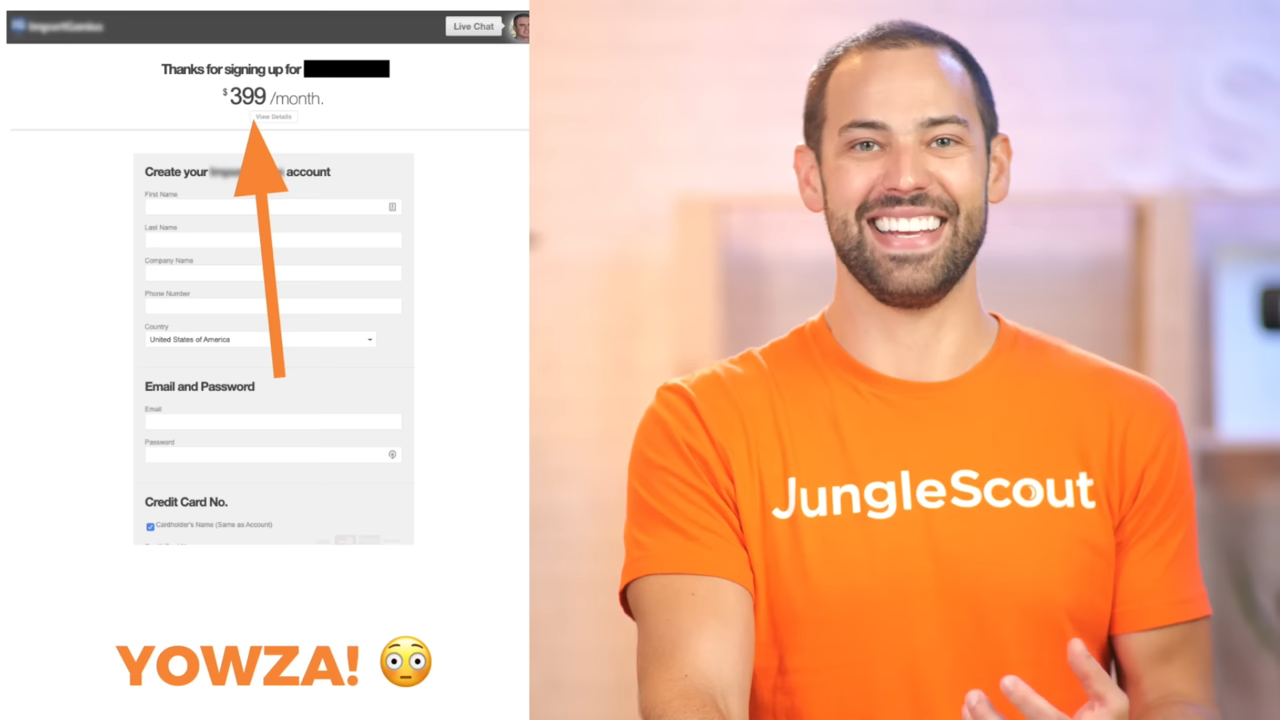 Live Chat
Thanks for signing up for
$399 /month.
View Details
Create your account
First Name
Last Name
Company Name
Phone Number
Country
United States of America
Email and Password
Email
Password
Credit Card No.
Cardholder's Name (Same as Account)
YOWZA!
JungleScout